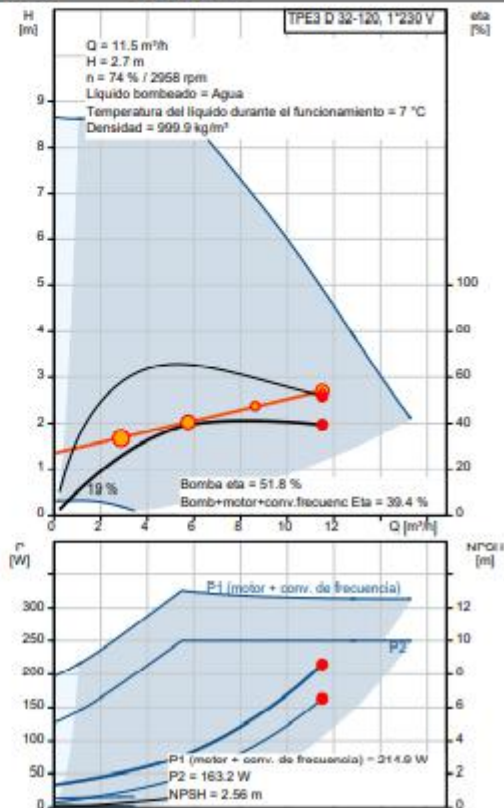 H
[m]
TPE3 D 32-120, 1*230 V
eta
[%]
Q = 11.5 m³/h
H = 2.7 m
n = 74 % / 2958 rpm
Líquido bombeado = Agua
Temperatura del líquido durante el funcionamiento = 7 °C
Densidad = 999.9 kg/m³
9
8
7
6
5
100
4
80
3
60
2
40
1
20
19 %
Bomba eta = 51.8 %
Bomb+motor+conv.frecuenc Eta = 39.4 %
0
0
0
2
4
6
8
10
Q [m³/h]
[W]
[m]
P1 (motor + conv. de frecuencia)
300
12
P2
250
10
200
8
150
6
100
4
P1 (motor + conv. de frecuencia) = 214.9 W
50
2
P2 = 163.2 W
NPSH = 2.56 m
0
0